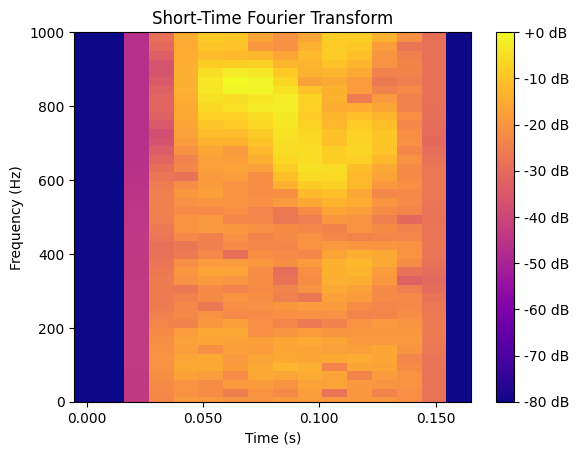 Short-Time Fourier Transform
1000
800
600
400
200
0
Frequency (Hz)
0.000
0.050
0.100
0.150
Time (s)
+0 dB
-10 dB
-20 dB
-30 dB
-40 dB
-50 dB
-60 dB
-70 dB
-80 dB